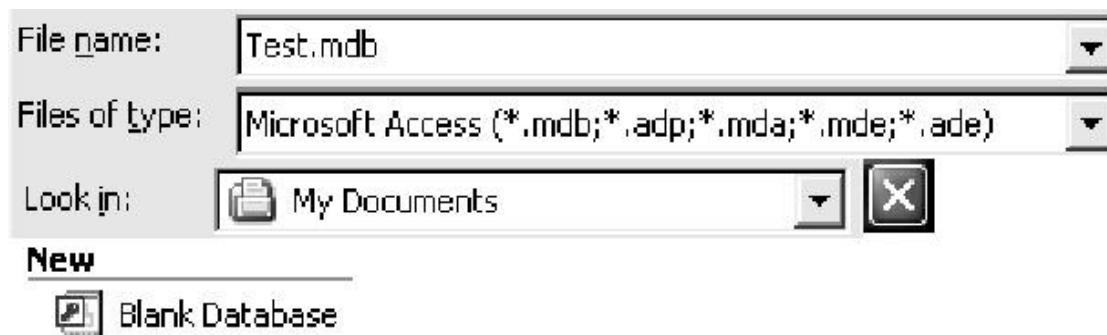 File name: Test.mdb
Files of type: Microsoft Access (*.mdb;*.adp;*.mda;*.mde;*.ade)
Look in: My Documents
New
Blank Database